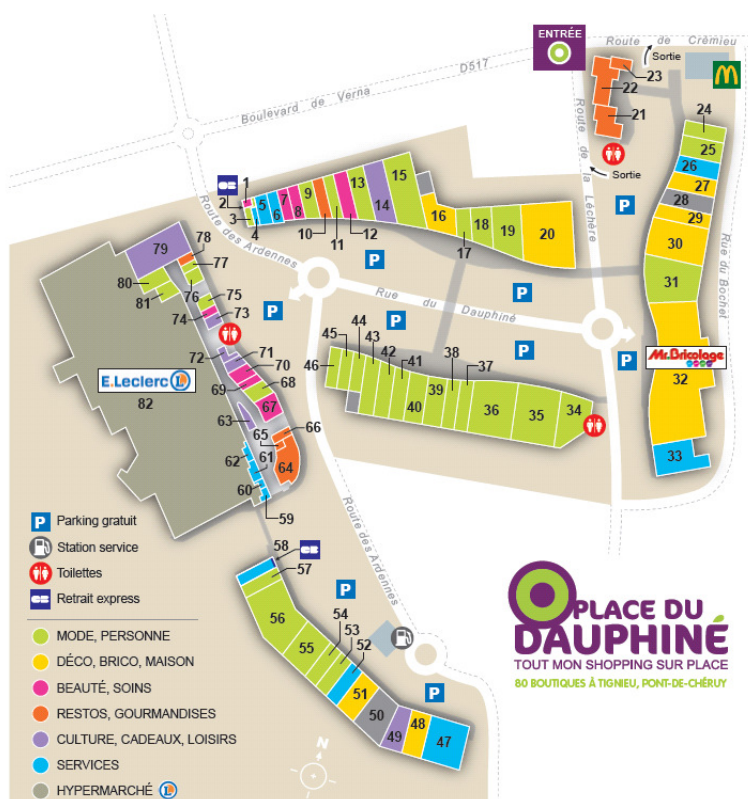 ENTRÉE
Route de Crémieu
Sortie
D517
Boulevard de Verna
23
22
21
24
25
26
27
28
29
30
31
Mr.Bricolage
32
33
Sortie
Route de la Léchère
Rue du Bochet
P
1
2
3
4
5
6
7
8
9
10
11
12
13
14
15
16
17
18
19
20
Route des Ardennes
P
P
Rue du Dauphiné
P
P
P
P
79
78
77
80
81
76
75
74
73
72
71
70
69
68
67
63
65
66
64
62
61
60
59
E.Leclerc L
82
45
44
43
42
41
38
37
46
40
39
36
35
34
Route des Ardennes
58
57
56
55
54
53
52
51
50
49
48
47
P
P
N
P Parking gratuit
Station service
Toilettes
Retrait express
MODE, PERSONNE
DÉCO, BRICO, MAISON
BEAUTÉ, SOINS
RESTOS, GOURMANDISES
CULTURE, CADEAUX, LOISIRS
SERVICES
HYPERMARCHÉ L
PLACE DU
DAUPHINÉ
TOUT MON SHOPPING SUR PLACE
80 BOUTIQUES À TIGNIEU, PONT-DE-CHÉRUY